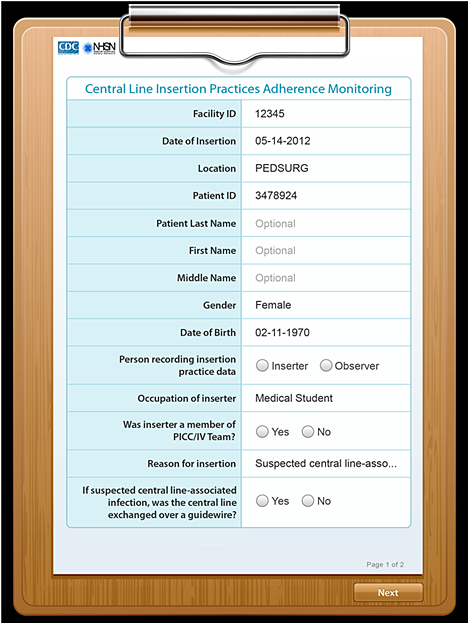 CDC NHSN
Central Line Insertion Practices Adherence Monitoring
Facility ID 12345
Date of Insertion 05-14-2012
Location PEDSURG
Patient ID 3478924
Patient Last Name Optional
First Name Optional
Middle Name Optional
Gender Female
Date of Birth 02-11-1970
Person recording insertion
practice data Inserter Observer
Occupation of inserter Medical Student
Was inserter a member of
PICC/IV Team? Yes No
Reason for insertion Suspected central line-asso...
If suspected central line-associated
infection, was the central line
exchanged over a guidewire? Yes No
Page 1 of 2
Next